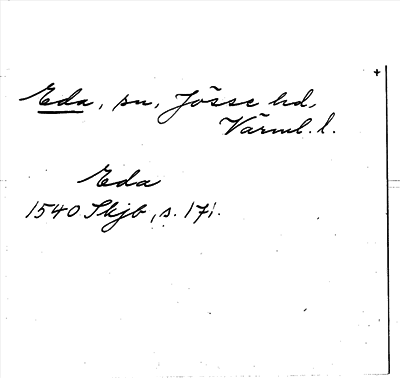 Eda, sn, Jösse hd,
Värml. l.
Eda
1540 Skjb, s. 171.